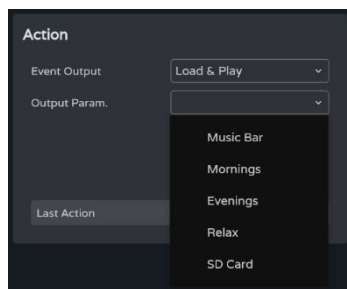 Action
Event Output
Load & Play
Output Param.
Music Bar
Mornings
Evenings
Last Action
Relax
SD Card